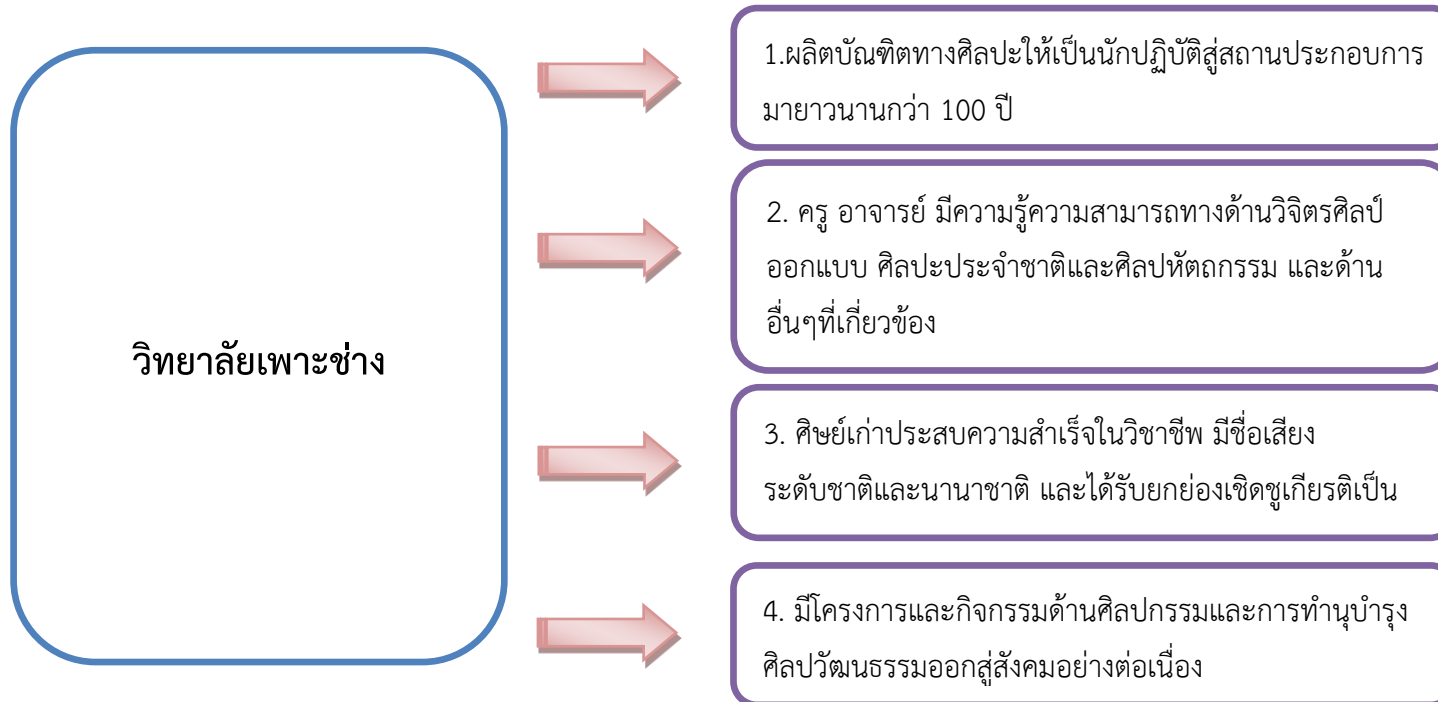 วิทยาลัยเพาะช่าง
1.ผลิตบัณฑิตทางศิลปะให้เป็นนักปฏิบัติสู่สถานประกอบการ
มายาวนานกว่า 100 ปี
2. ครู อาจารย์ มีความรู้ความสามารถทางด้านวิจิตรศิลป์
ออกแบบ ศิลปะประจำชาติและศิลปหัตถกรรม และด้าน
อื่นๆที่เกี่ยวข้อง
3. ศิษย์เก่าประสบความสำเร็จในวิชาชีพ มีชื่อเสียง
ระดับชาติและนานาชาติ และได้รับยกย่องเชิดชูเกียรติเป็น
4. มีโครงการและกิจกรรมด้านศิลปกรรมและการทำนุบำรุง
ศิลปวัฒนธรรมออกสู่สังคมอย่างต่อเนื่อง